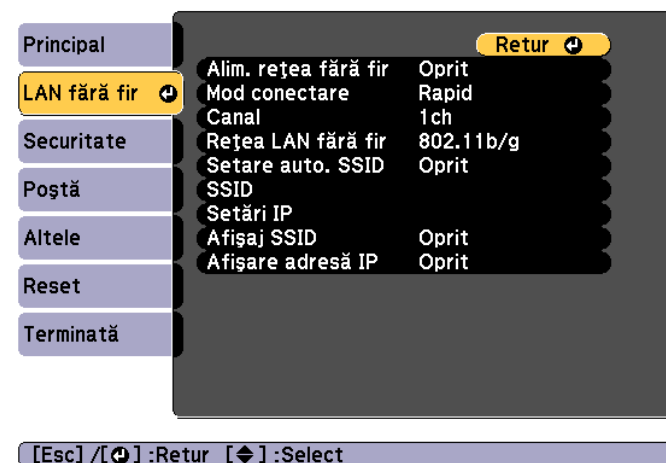 Principal
LAN fără fir
Securitate
Poştă
Altele
Reset
Terminată
Retur
Alim. reţea fără fir Oprit
Mod conectare Rapid
Canal 1ch
Reţea LAN fără fir 802.11b/g
Setare auto. SSID Oprit
SSID
Setări IP
Afişaj SSID Oprit
Afişare adresă IP Oprit
[Esc] /[⏎] :Retur [◆] :Select